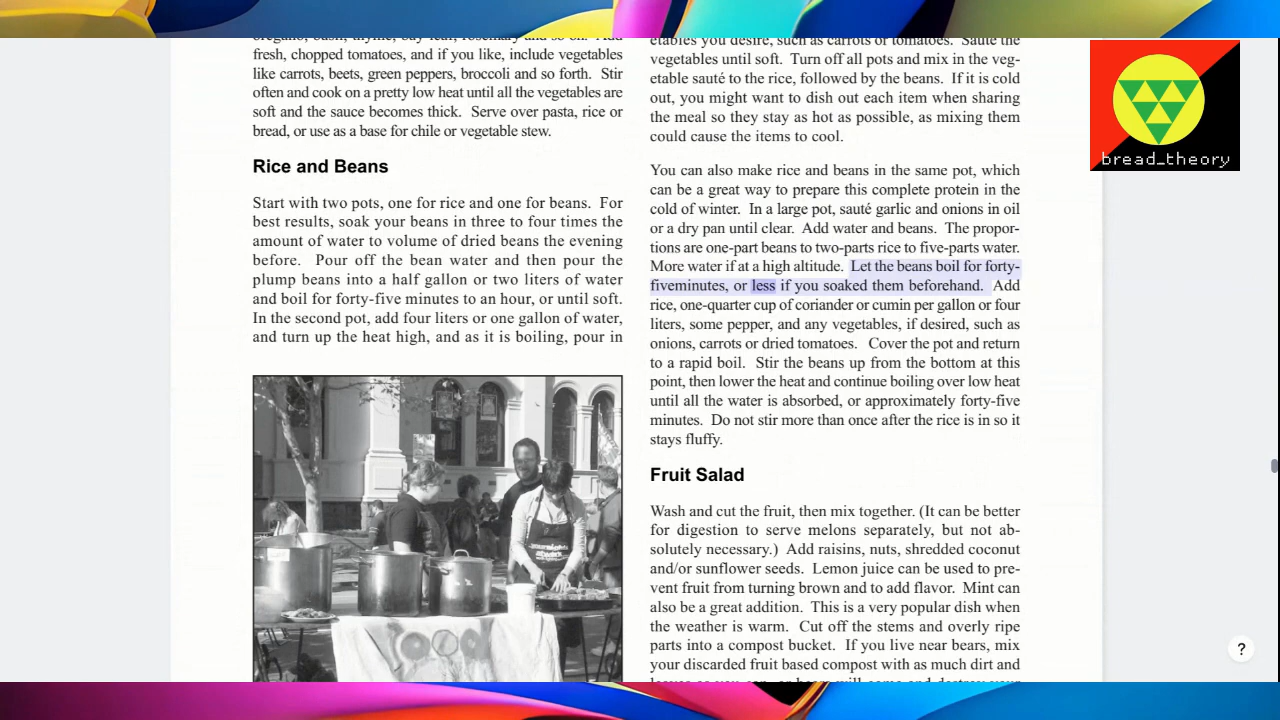 oregano, basil, thyme, bay leaf, rosemary and so on.  Add
fresh, chopped tomatoes, and if you like, include vegetables
like carrots, beets, green peppers, broccoli and so forth.  Stir
often and cook on a pretty low heat until all the vegetables are
soft and the sauce becomes thick.  Serve over pasta, rice or
bread, or use as a base for chile or vegetable stew.
Rice and Beans
Start with two pots, one for rice and one for beans.  For
best results, soak your beans in three to four times the
amount of water to volume of dried beans the evening
before.  Pour off the bean water and then pour the
plump beans into a half gallon or two liters of water
and boil for forty-five minutes to an hour, or until soft.
In the second pot, add four liters or one gallon of water,
and turn up the heat high, and as it is boiling, pour in
etables you desire, such as carrots or tomatoes.  Sauté the
vegetables until soft.  Turn off all pots and mix in the veg-
etable sauté to the rice, followed by the beans.  If it is cold
out, you might want to dish out each item when sharing
the meal so they stay as hot as possible, as mixing them
could cause the items to cool.
You can also make rice and beans in the same pot, which
can be a great way to prepare this complete protein in the
cold of winter.  In a large pot, sauté garlic and onions in oil
or a dry pan until clear.  Add water and beans.  The propor-
tions are one-part beans to two-parts rice to five-parts water.
More water if at a high altitude.  Let the beans boil for forty-
fiveminutes, or less if you soaked them beforehand.  Add
rice, one-quarter cup of coriander or cumin per gallon or four
liters, some pepper, and any vegetables, if desired, such as
onions, carrots or dried tomatoes.  Cover the pot and return
to a rapid boil.  Stir the beans up from the bottom at this
point, then lower the heat and continue boiling over low heat
until all the water is absorbed, or approximately forty-five
minutes.  Do not stir more than once after the rice is in so it
stays fluffy.
Fruit Salad
Wash and cut the fruit, then mix together. (It can be better
for digestion to serve melons separately, but not ab-
solutely necessary.)  Add raisins, nuts, shredded coconut
and/or sunflower seeds.  Lemon juice can be used to pre-
vent fruit from turning brown and to add flavor.  Mint can
also be a great addition.  This is a very popular dish when
the weather is warm.  Cut off the stems and overly ripe
parts into a compost bucket.  If you live near bears, mix
your discarded fruit based compost with as much dirt and
bread_theory
?